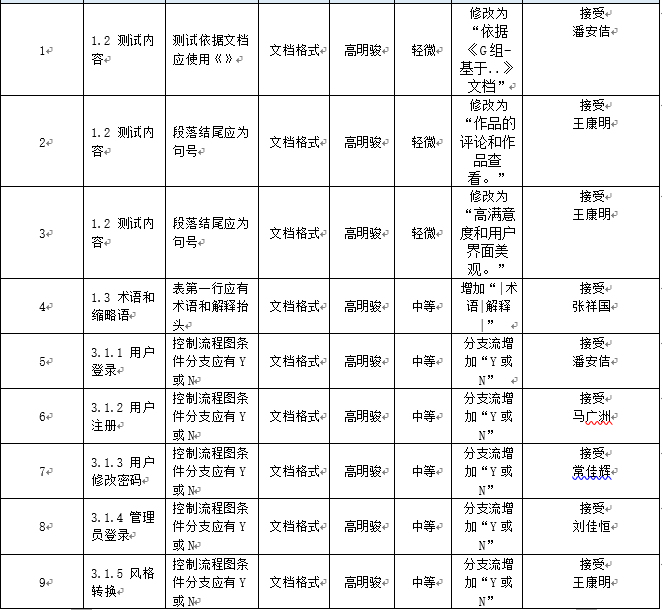 1
1.2 测试内
容
测试依据文档
应使用《》
文档格式
高明骏
轻微
修改为
“依据
《G 组-
基于..》
文档”
接受
潘安佶
2
1.2 测试内
容
段落结尾应为
句号
文档格式
高明骏
轻微
修改为
“作品的
评论和作
品查
看。”
接受
王康明
3
1.2 测试内
容
段落结尾应为
句号
文档格式
高明骏
轻微
修改为
“高满意
度和用户
界面美
观。”
接受
王康明
4
1.3 术语和
缩略语
表第一行应有
术语和解释抬
头
文档格式
高明骏
中等
增加“|术
语|解释
|”
接受
张祥国
5
3.1.1 用户
登录
控制流程图条
件分支应有 Y
或N
文档格式
高明骏
中等
分支流增
加“Y 或
N”
接受
潘安佶
6
3.1.2 用户
注册
控制流程图条
件分支应有 Y
或N
文档格式
高明骏
中等
分支流增
加“Y 或
N”
接受
马广洲
7
3.1.3 用户
修改密码
控制流程图条
件分支应有 Y
或N
文档格式
高明骏
中等
分支流增
加“Y 或
N”
接受
常佳辉
8
3.1.4 管理
员登录
控制流程图条
件分支应有 Y
或N
文档格式
高明骏
中等
分支流增
加“Y 或
N”
接受
刘佳恒
9
3.1.5 风格
转换
控制流程图条
件分支应有 Y
或N
文档格式
高明骏
中等
分支流增
加“Y 或
N”
接受
王康明